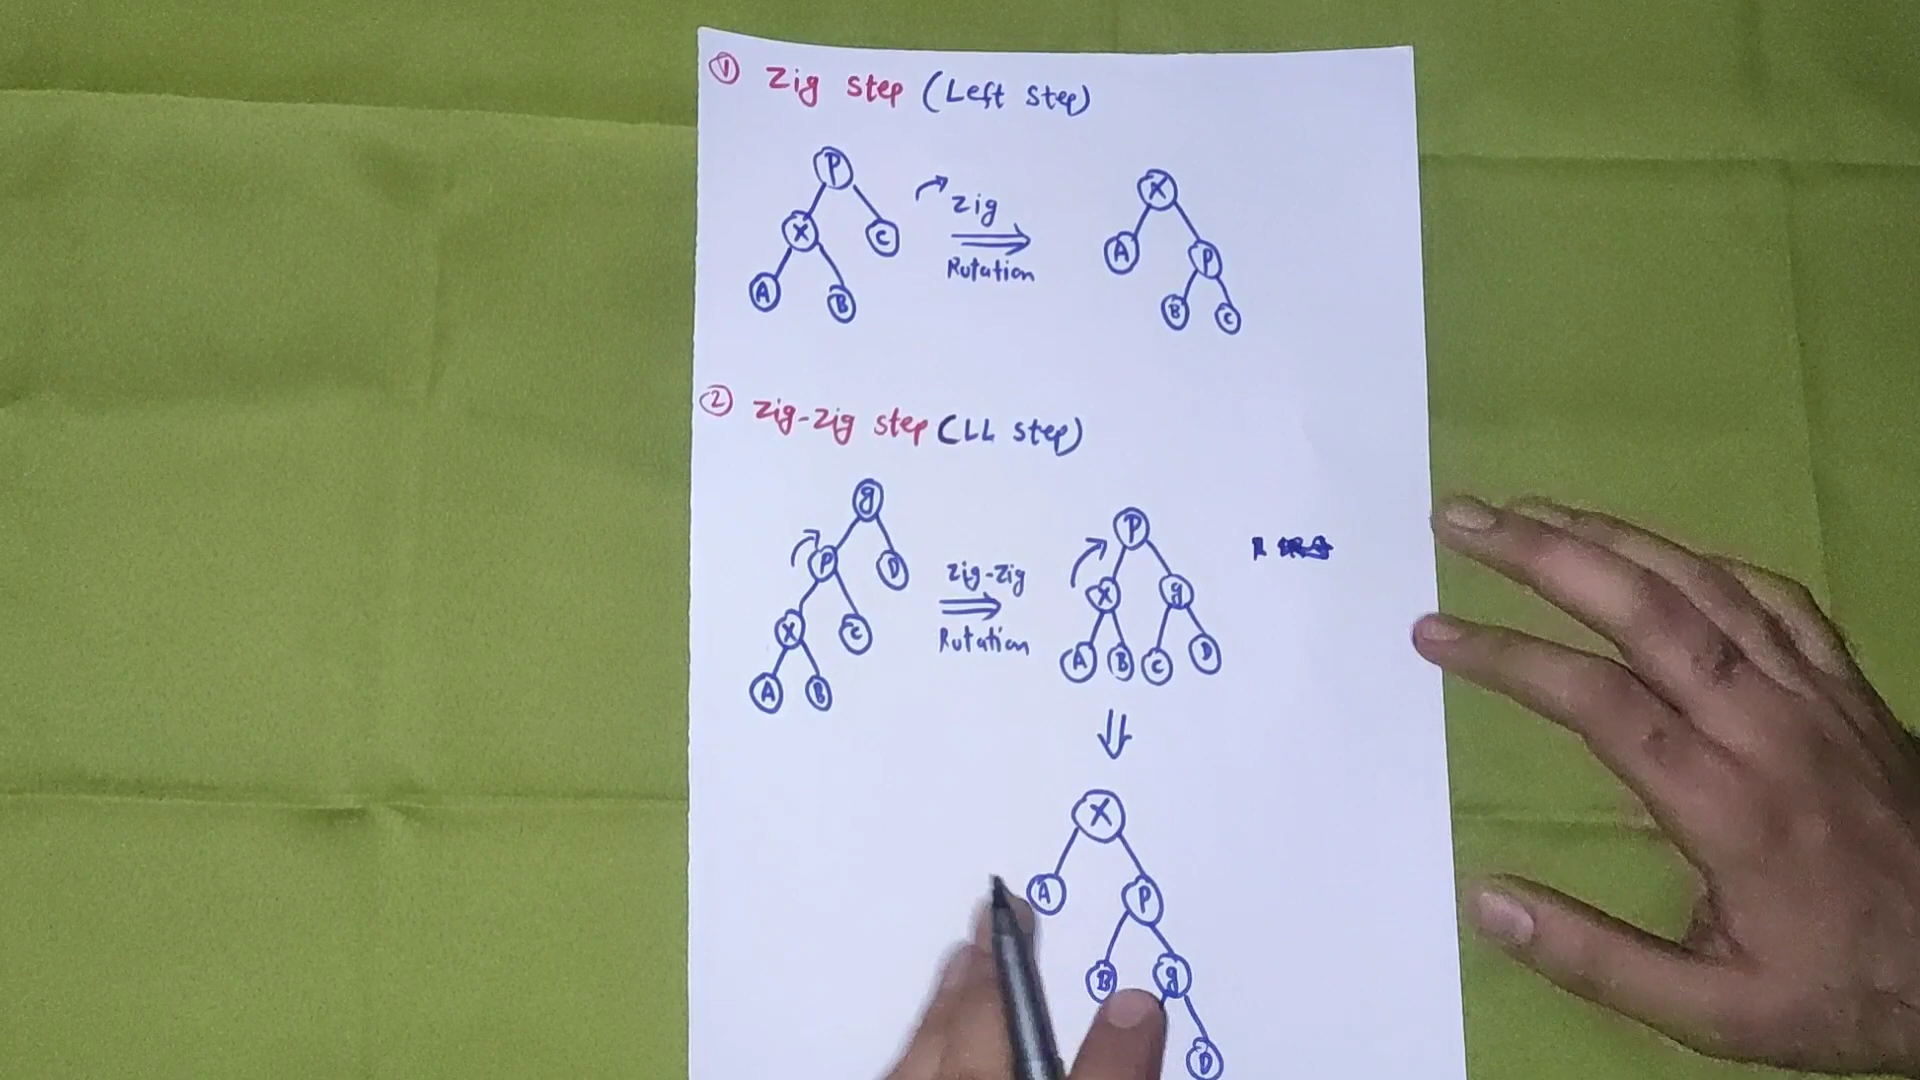 ① Zig step (Left step)
P
X C
A B
Zig
Rotation
X
A P
B C
② Zig-Zig step (LL step)
g
P D
X C
A B
Zig-Zig
Rotation
P
X g
A B C D
X
A P
B g
D